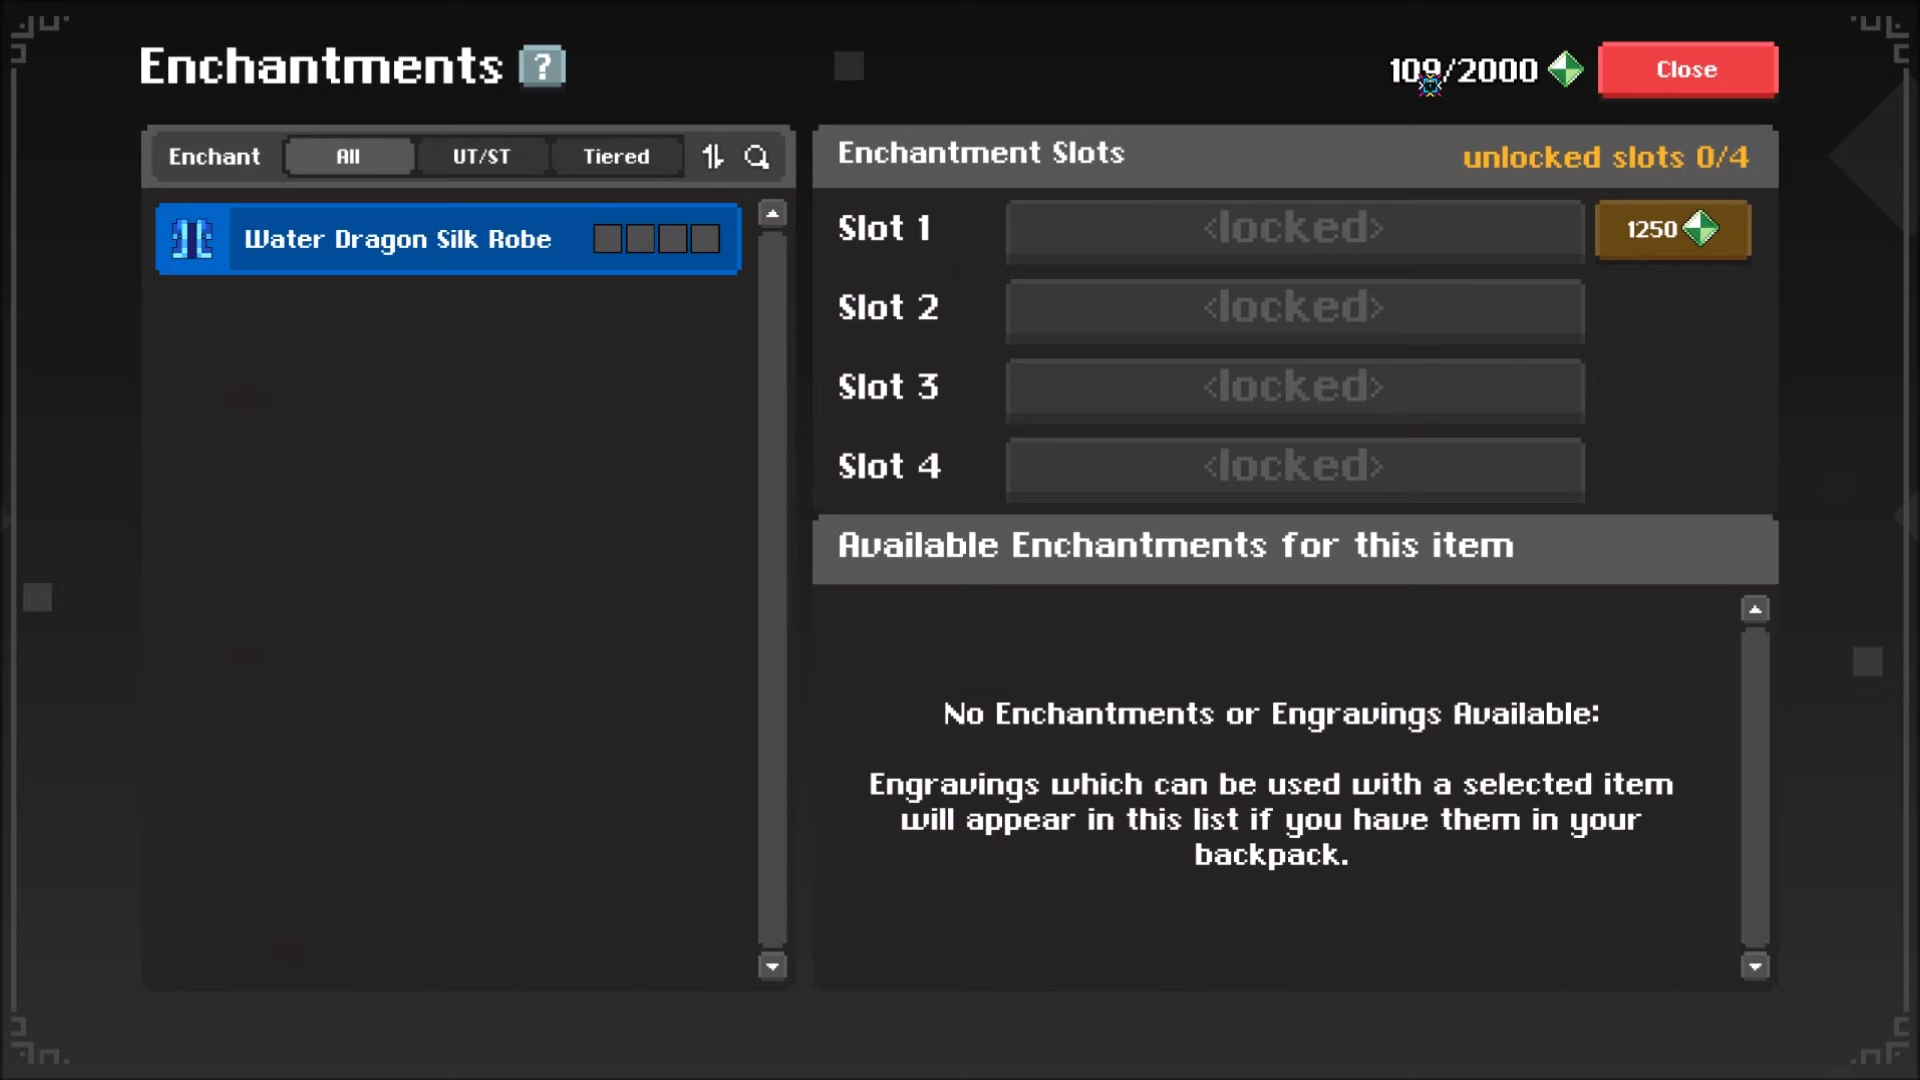 Enchantments ?
109/2000
Close
Enchant All UT/ST Tiered
Water Dragon Silk Robe
Enchantment Slots unlocked slots 0/4
Slot 1 <locked> 1250
Slot 2 <locked>
Slot 3 <locked>
Slot 4 <locked>
Available Enchantments for this item
No Enchantments or Engravings Available:
Engravings which can be used with a selected item
will appear in this list if you have them in your
backpack.